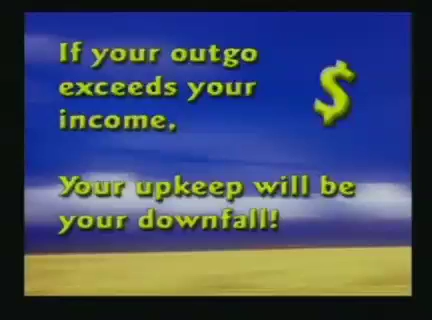 If your outgo
exceeds your
income,
$
Your upkeep will be
your downfall!